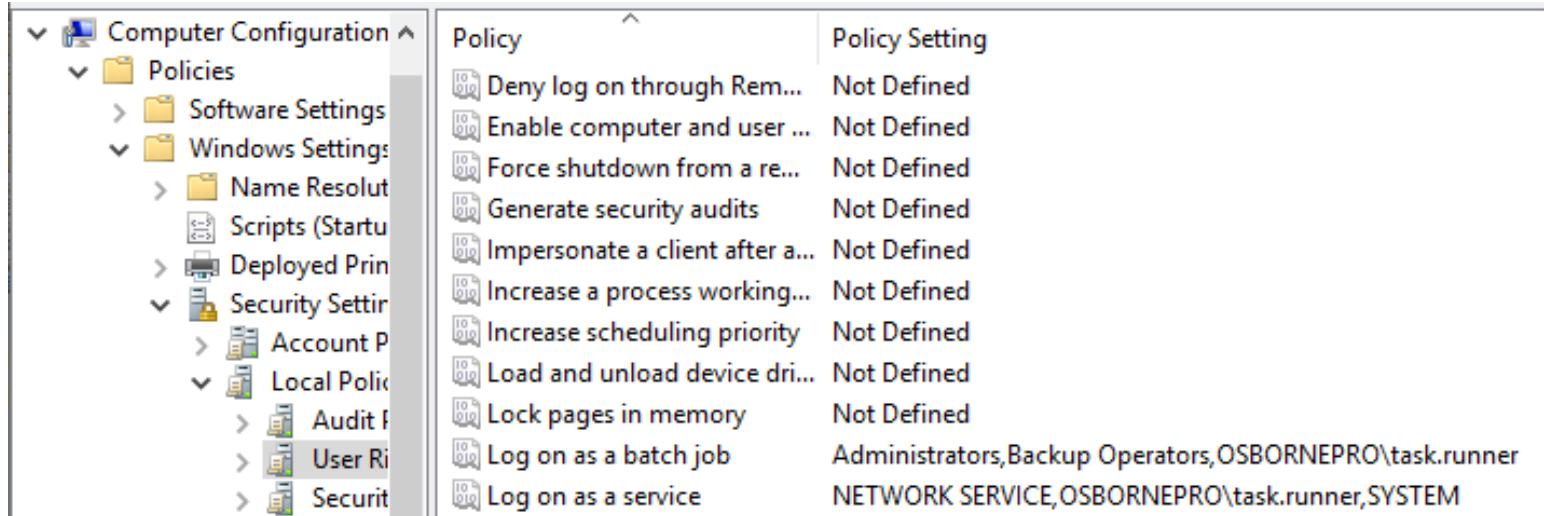 Computer Configuration
Policies
Software Settings
Windows Settings
Name Resolut
Scripts (Startu
Deployed Prin
Security Settin
Account P
Local Polic
Audit P
User Ri
Securit
Policy Policy Setting
Deny log on through Rem... Not Defined
Enable computer and user ... Not Defined
Force shutdown from a re... Not Defined
Generate security audits Not Defined
Impersonate a client after a... Not Defined
Increase a process working... Not Defined
Increase scheduling priority Not Defined
Load and unload device dri... Not Defined
Lock pages in memory Not Defined
Log on as a batch job Administrators,Backup Operators,OSBORNEPRO\task.runner
Log on as a service NETWORK SERVICE,OSBORNEPRO\task.runner,SYSTEM